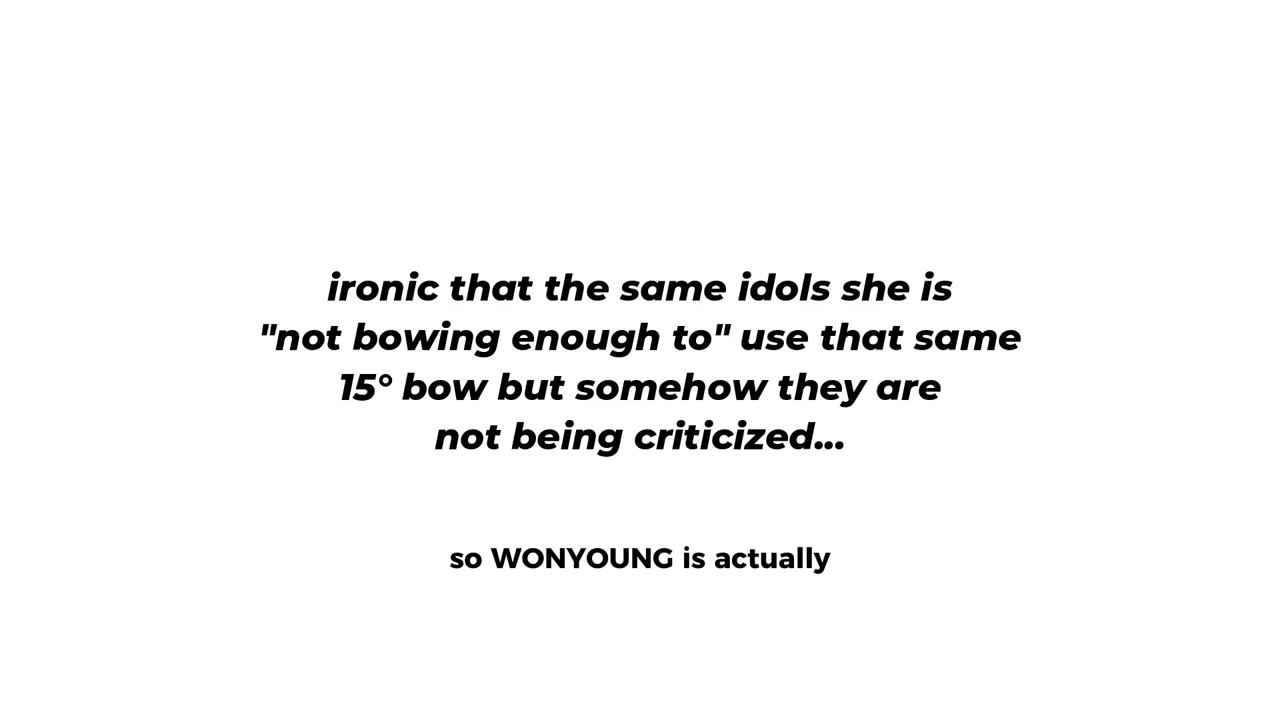 ironic that the same idols she is
"not bowing enough to" use that same
15° bow but somehow they are
not being criticized...
so WONYOUNG is actually